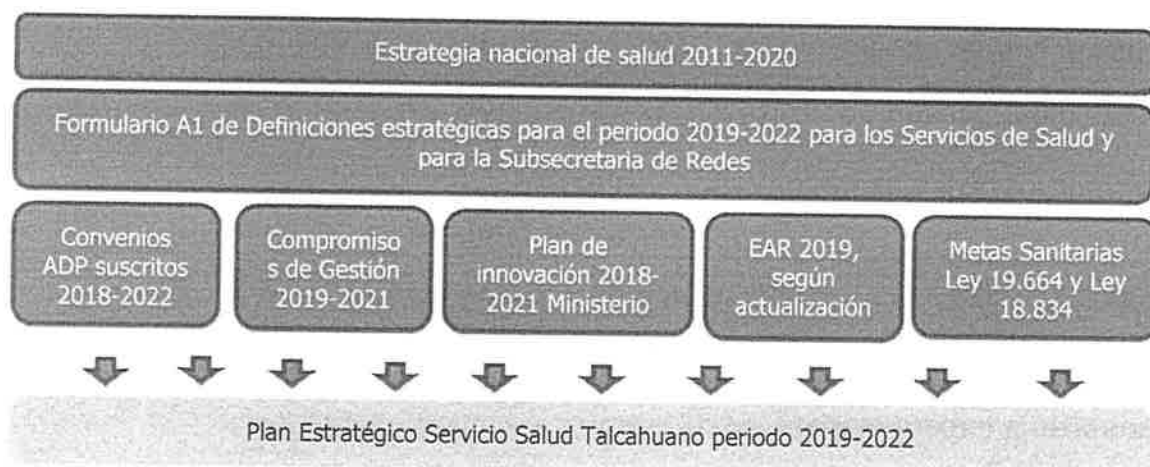 Estrategia nacional de salud 2011-2020
Formulario A1 de Definiciones estratégicas para el periodo 2019-2022 para los Servicios de Salud y
para la Subsecretaria de Redes
Convenios
ADP suscritos
2018-2022
Compromiso
s de Gestión
2019-2021
Plan de
innovación 2018-
2021 Ministerio
EAR 2019,
según
actualización
Metas Sanitarias
Ley 19.664 y Ley
18.834
Plan Estratégico Servicio Salud Talcahuano periodo 2019-2022